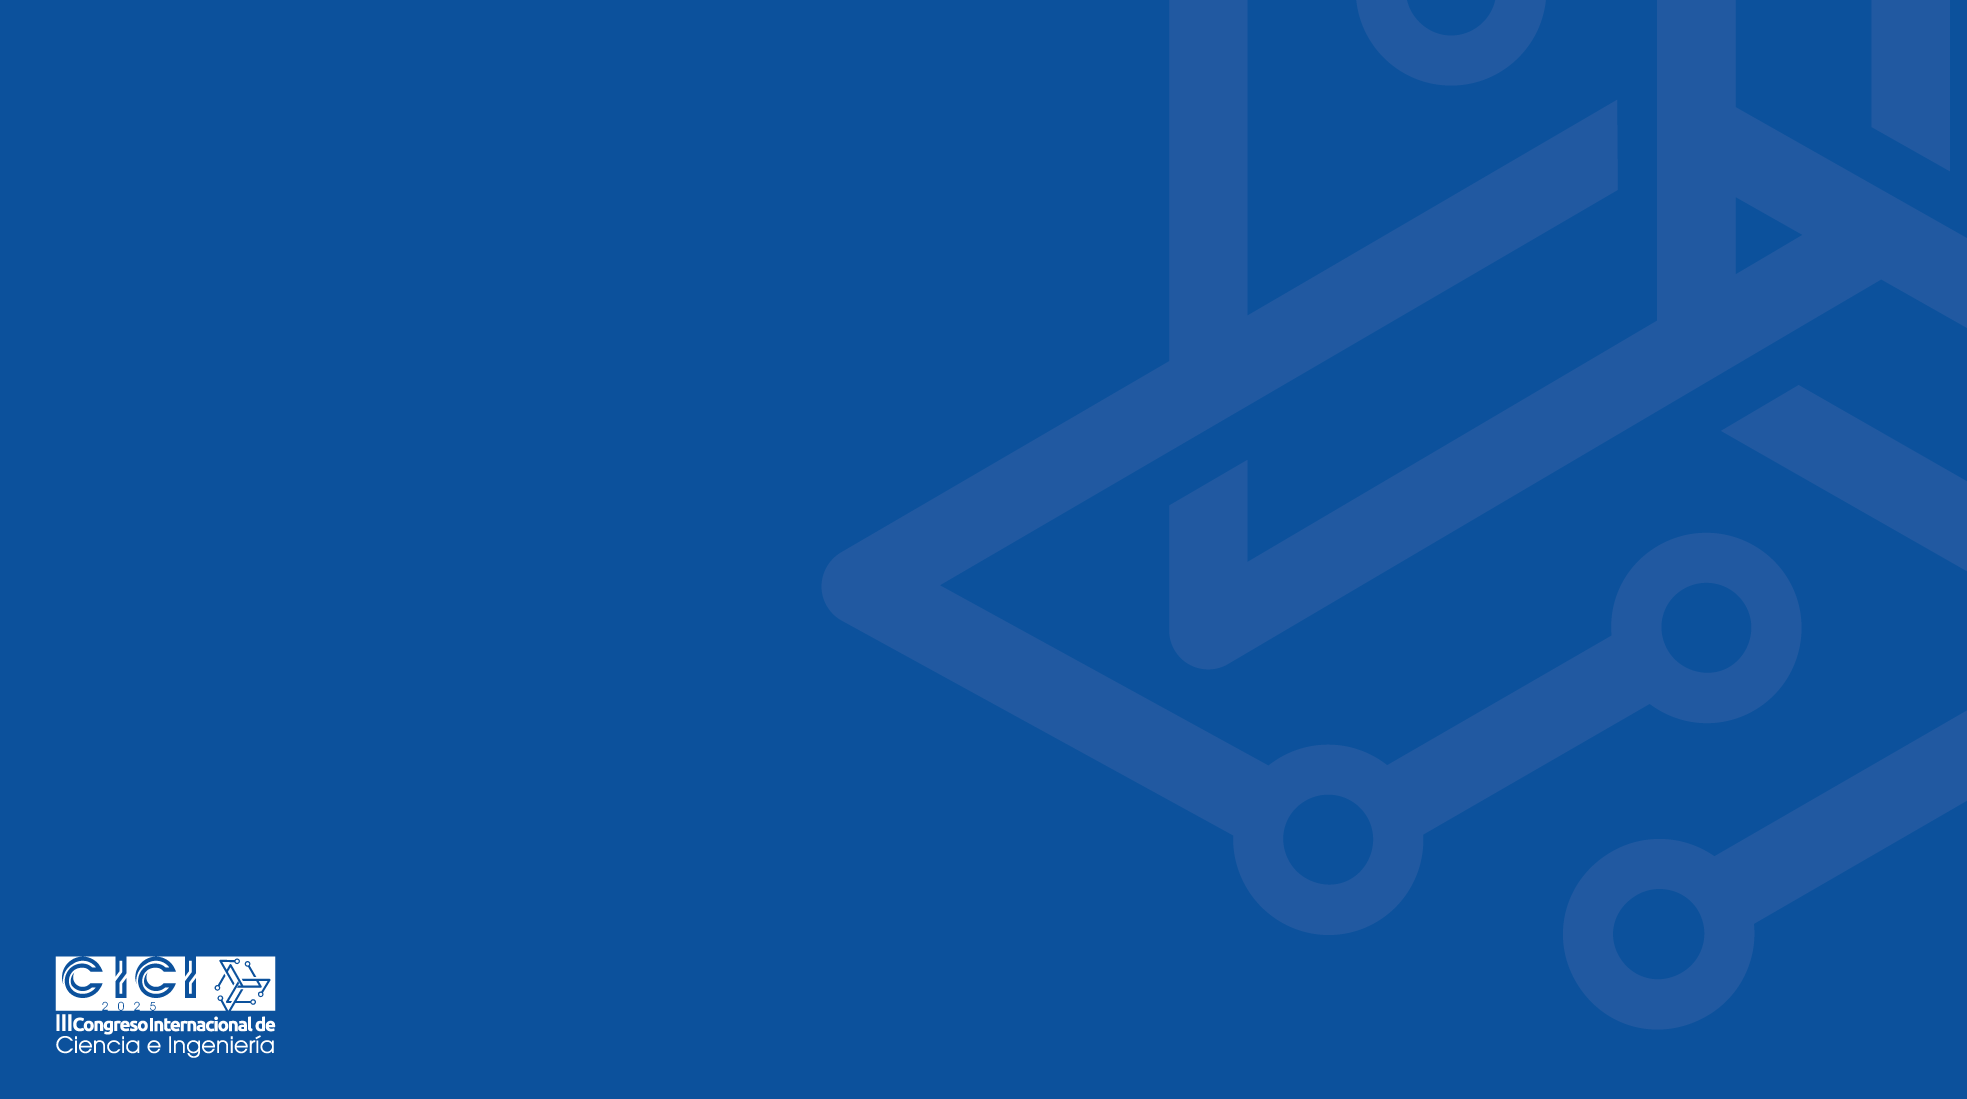 CICI
2025
III Congreso Internacional de
Ciencia e Ingeniería